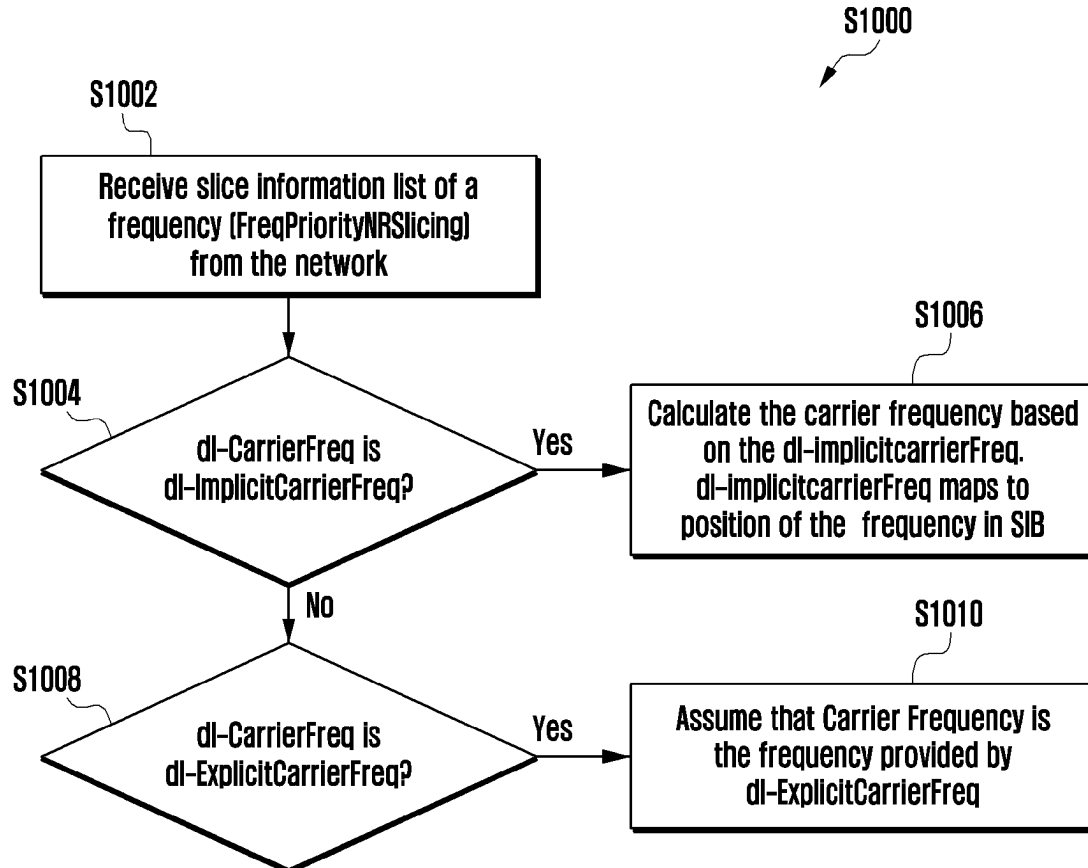 S1000
S1002
Receive slice information list of a
frequency (FreqPriorityNRSlicing)
from the network
S1004
dl-CarrierFreq is
dl-ImplicitCarrierFreq?
Yes
S1006
Calculate the carrier frequency based
on the dl-implicitcarrierFreq.
dl-implicitcarrierFreq maps to
position of the frequency in SIB
No
S1008
dl-CarrierFreq is
dl-ExplicitCarrierFreq?
Yes
S1010
Assume that Carrier Frequency is
the frequency provided by
dl-ExplicitCarrierFreq